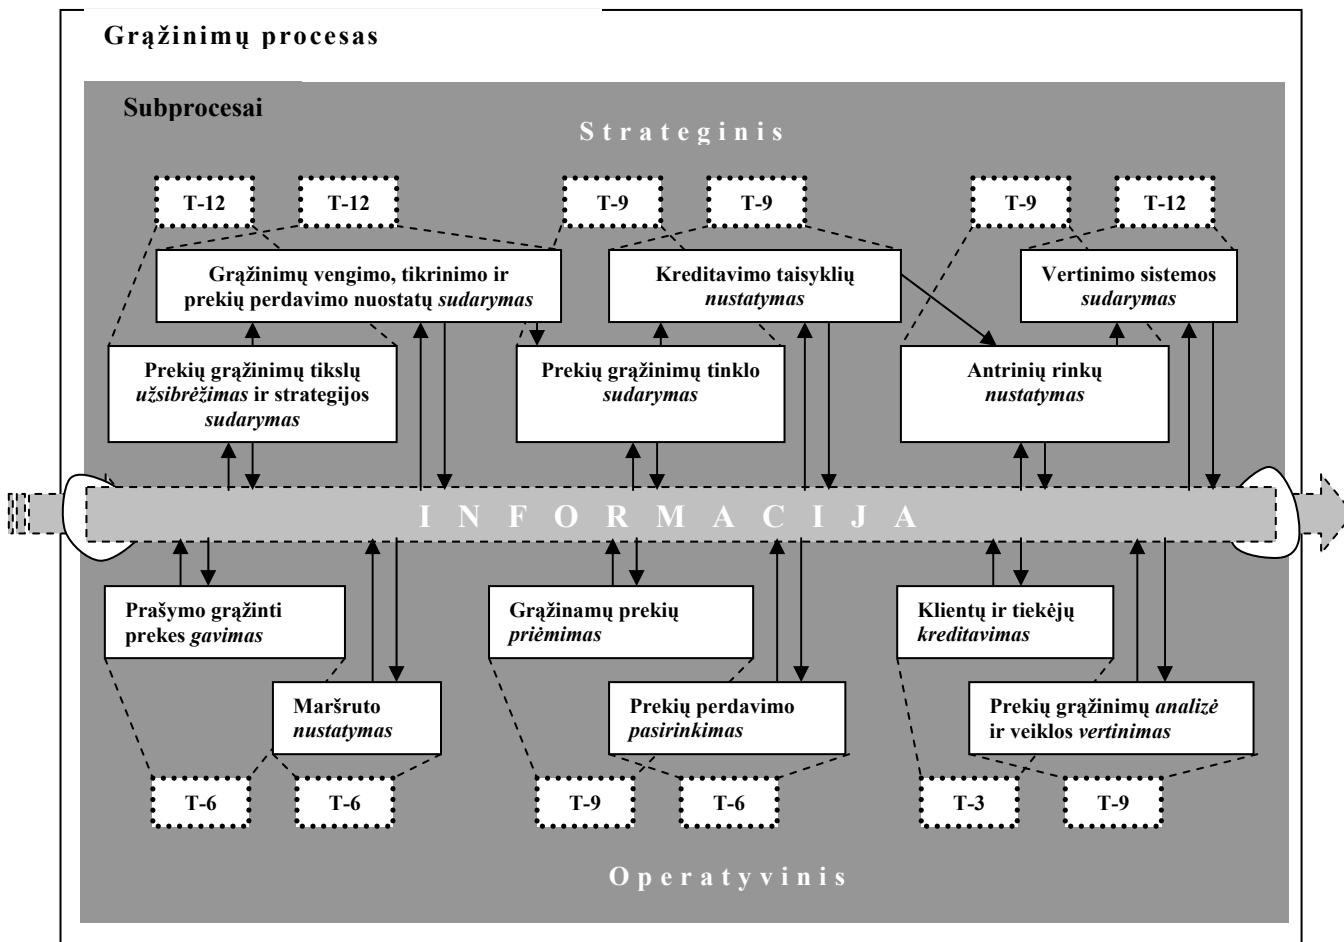 Grąžinimų procesas
Subprocesai
Strateginis
T-12
T-12
T-9
T-9
T-9
T-12
Grąžinimų vengimo, tikrinimo ir
prekių perdavimo nuostatų sudarymas
Kreditavimo taisyklių
nustatymas
Vertinimo sistemos
sudarymas
Prekių grąžinimų tikslų
užsibrėžimas ir strategijos
sudarymas
Prekių grąžinimų tinklo
sudarymas
Antrinių rinkų
nustatymas
INFORMACIJA
Prašymo grąžinti
prekes gavimas
Grąžinamų prekių
priėmimas
Klientų ir tiekėjų
kreditavimas
Maršruto
nustatymas
Prekių perdavimo
pasirinkimas
Prekių grąžinimų analizė
ir veiklos vertinimas
T-6
T-6
T-9
T-6
T-3
T-9
Operatyvinis